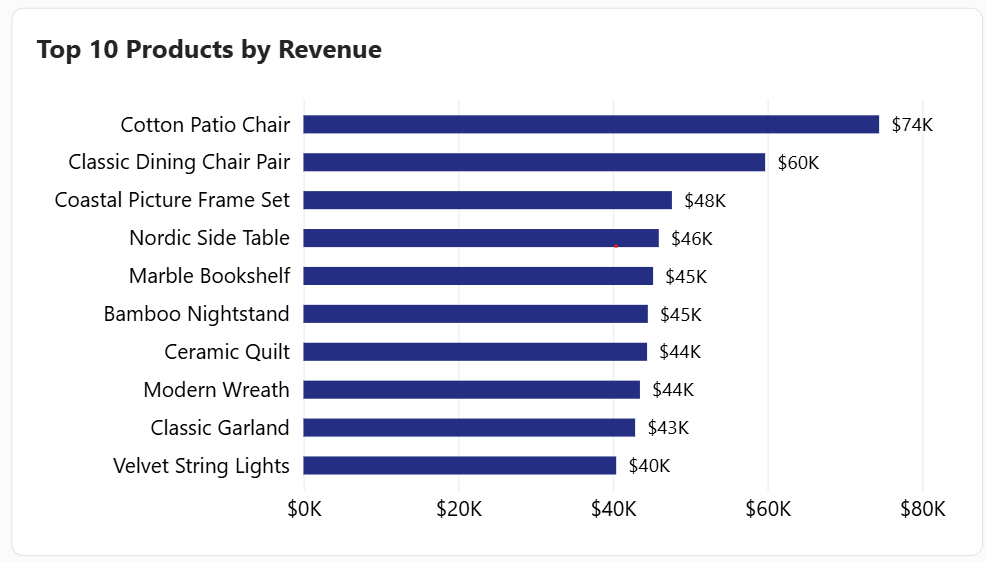 Top 10 Products by Revenue
Cotton Patio Chair $74K
Classic Dining Chair Pair $60K
Coastal Picture Frame Set $48K
Nordic Side Table $46K
Marble Bookshelf $45K
Bamboo Nightstand $45K
Ceramic Quilt $44K
Modern Wreath $44K
Classic Garland $43K
Velvet String Lights $40K
$0K $20K $40K $60K $80K